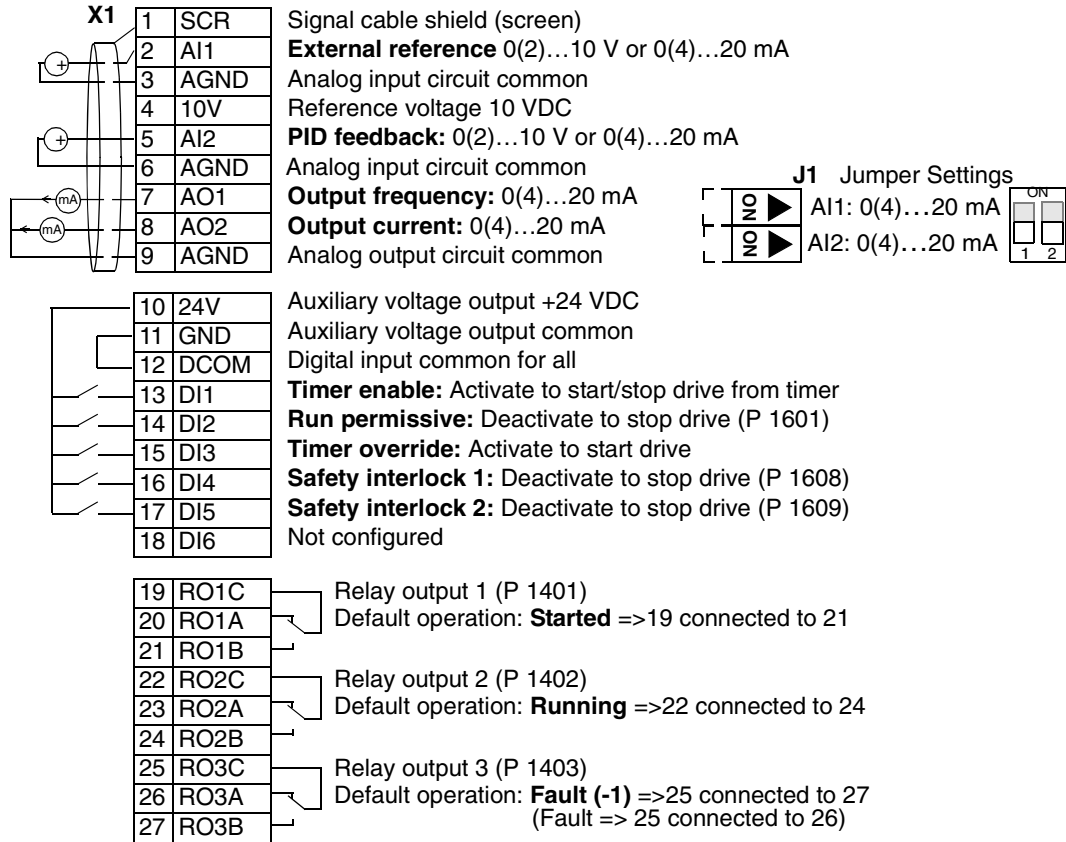 X1
1 SCR Signal cable shield (screen)
2 AI1 External reference 0(2)…10 V or 0(4)…20 mA
3 AGND Analog input circuit common
4 10V Reference voltage 10 VDC
5 AI2 PID feedback: 0(2)…10 V or 0(4)…20 mA
6 AGND Analog input circuit common
7 AO1 Output frequency: 0(4)…20 mA
8 AO2 Output current: 0(4)…20 mA
9 AGND Analog output circuit common
+
+
mA
mA
J1 Jumper Settings
ON AI1: 0(4)…20 mA
ON AI2: 0(4)…20 mA
ON
1 2
10 24V Auxiliary voltage output +24 VDC
11 GND Auxiliary voltage output common
12 DCOM Digital input common for all
13 DI1 Timer enable: Activate to start/stop drive from timer
14 DI2 Run permissive: Deactivate to stop drive (P 1601)
15 DI3 Timer override: Activate to start drive
16 DI4 Safety interlock 1: Deactivate to stop drive (P 1608)
17 DI5 Safety interlock 2: Deactivate to stop drive (P 1609)
18 DI6 Not configured
19 RO1C Relay output 1 (P 1401)
20 RO1A Default operation: Started =>19 connected to 21
21 RO1B
22 RO2C Relay output 2 (P 1402)
23 RO2A Default operation: Running =>22 connected to 24
24 RO2B
25 RO3C Relay output 3 (P 1403)
26 RO3A Default operation: Fault (-1) =>25 connected to 27
27 RO3B (Fault => 25 connected to 26)